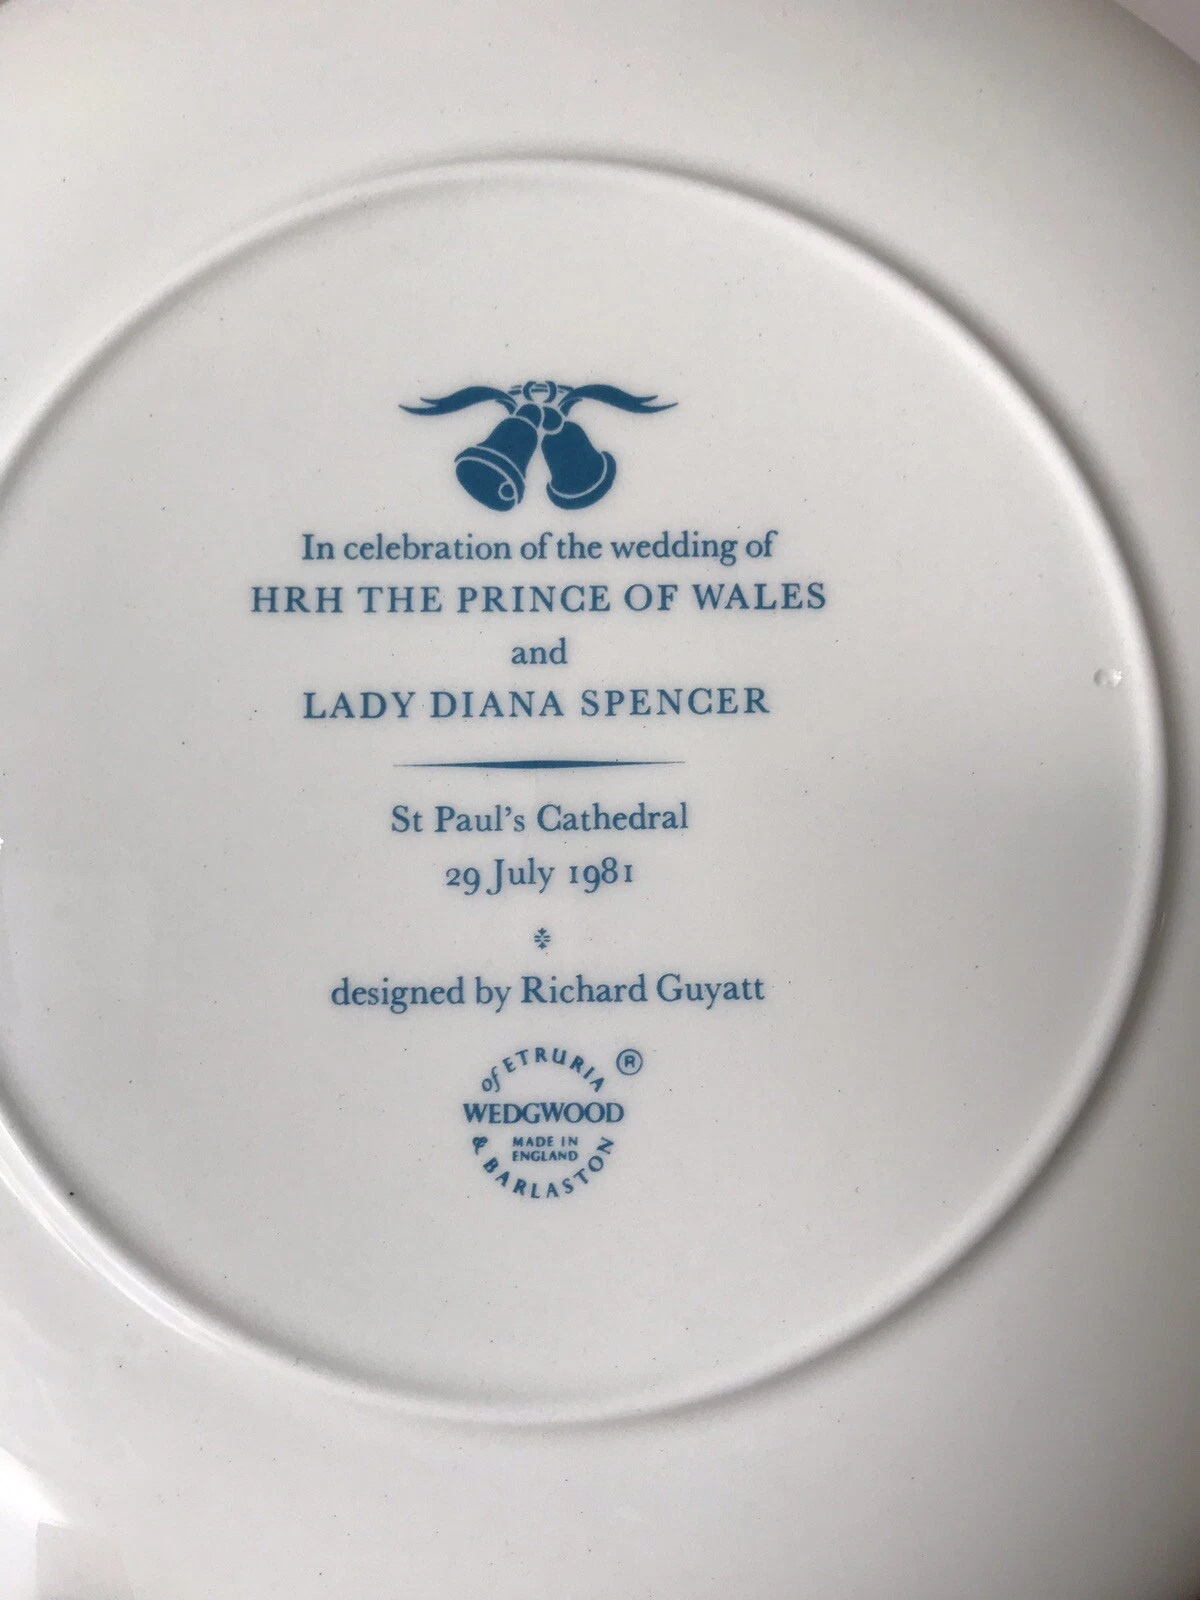 In celebration of the wedding of
HRH THE PRINCE OF WALES
and
LADY DIANA SPENCER
St Paul's Cathedral
29 July 1981
designed by Richard Guyatt
of ETRURIA ®
WEDGWOOD
MADE IN
ENGLAND
& BARLASTON